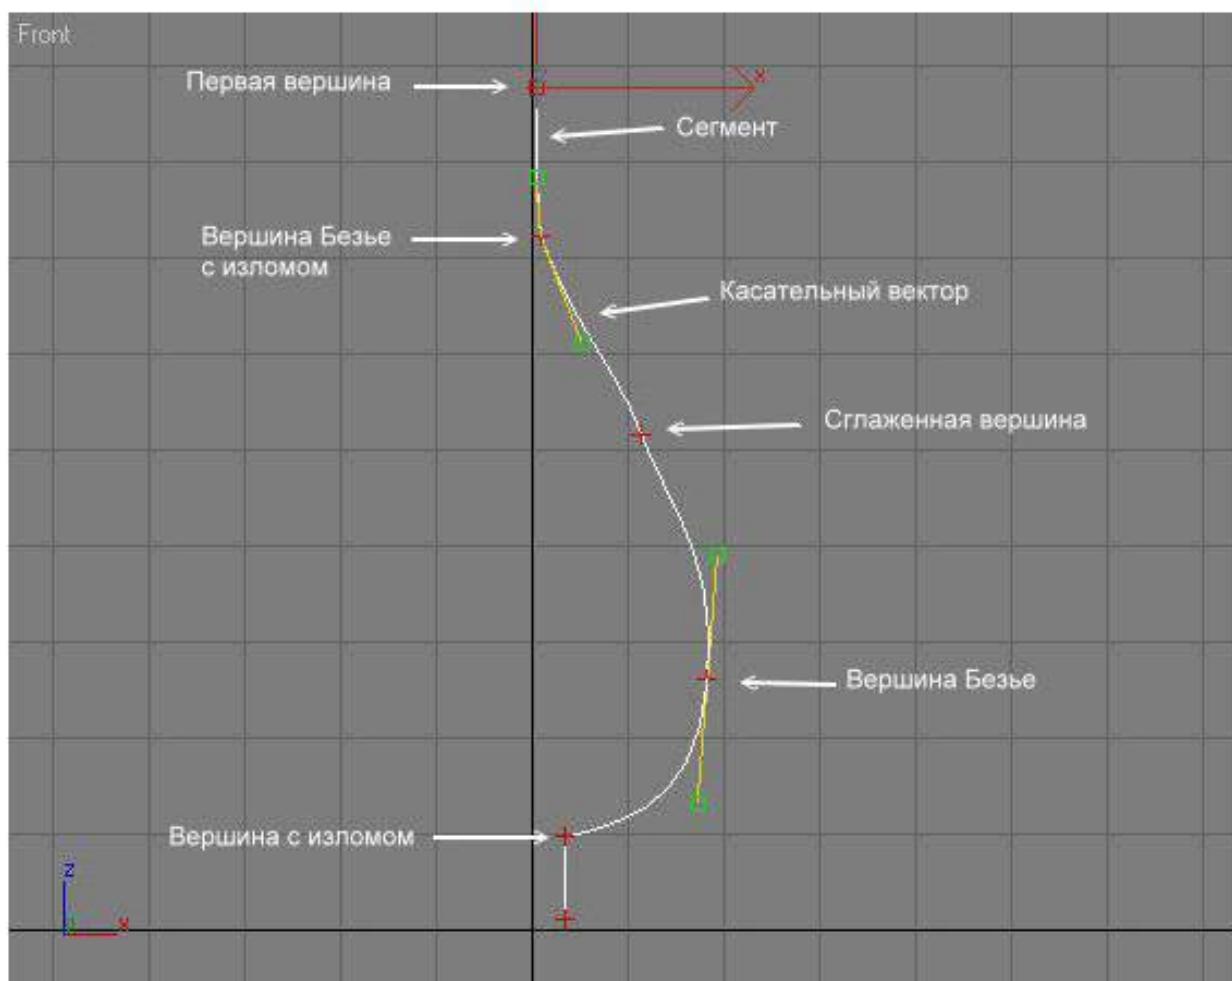 Front
Первая вершина
x
Сегмент
Вершина Безье
с изломом
Касательный вектор
Сглаженная вершина
Вершина Безье
Вершина с изломом
z
x